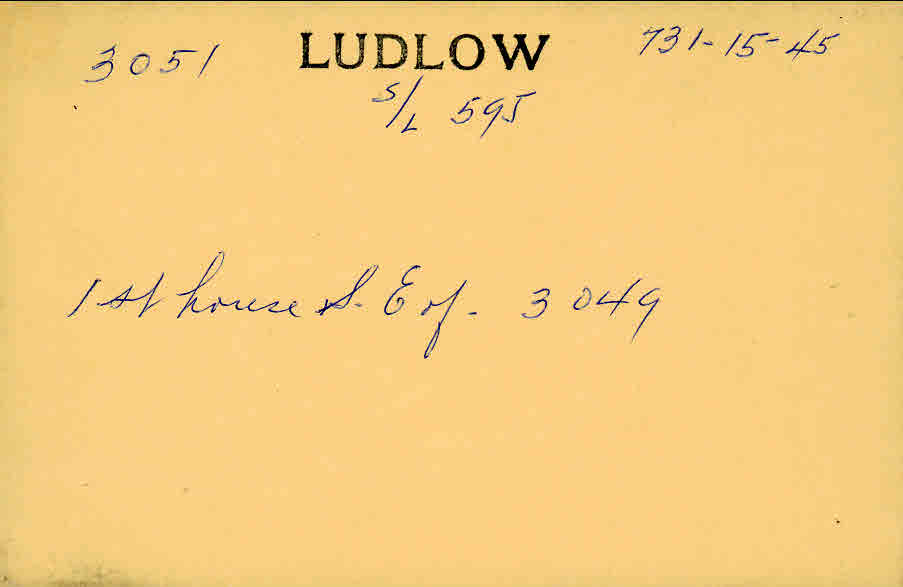 3051 LUDLOW 731-15-45
S/L 595
1st house S. E of - 3049